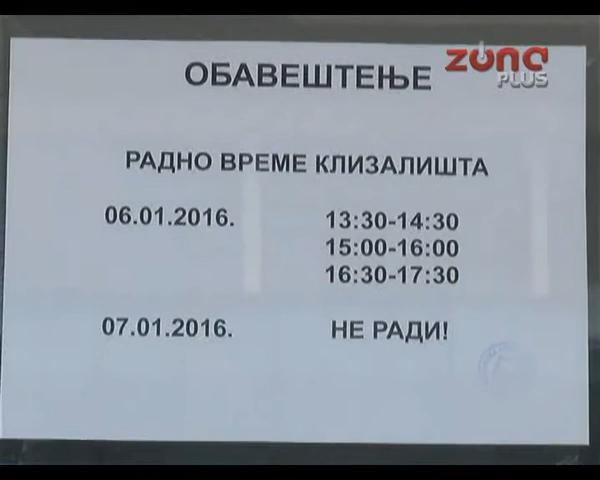 ZONA
PLUS
ОБАВЕШТЕЊЕ
РАДНО ВРЕМЕ КЛИЗАЛИШТА
06.01.2016. 13:30-14:30
15:00-16:00
16:30-17:30
07.01.2016. НЕ РАДИ!